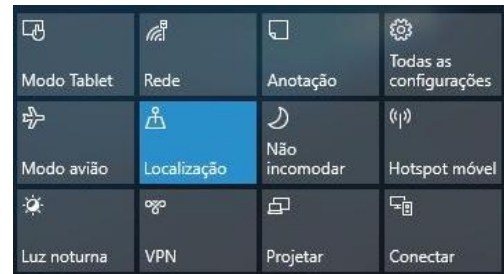 Modo Tablet
Rede
Anotação
Todas as
configurações
Modo avião
Localização
Não
incomodar
Hotspot móvel
Luz noturna
VPN
Projetar
Conectar